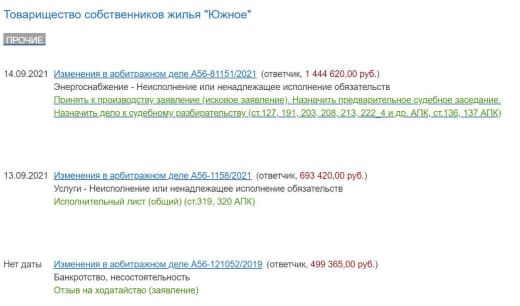 Товарищество собственников жилья "Южное"
ПРОЧИЕ
14.09.2021 Изменения в арбитражном деле А56-81151/2021 (ответчик, 1 444 620,00 руб.)
Энергоснабжение - Неисполнение или ненадлежащее исполнение обязательств
Принять к производству заявление (исковое заявление). Назначить предварительное судебное заседание.
Назначить дело к судебному разбирательству (ст.127, 191, 203, 208, 213, 222_4 и др. АПК, ст.136, 137 АПК)
13.09.2021 Изменения в арбитражном деле А56-1158/2021 (ответчик, 693 420,00 руб.)
Услуги - Неисполнение или ненадлежащее исполнение обязательств
Исполнительный лист (общий) (ст.319, 320 АПК)
Нет даты Изменения в арбитражном деле А56-121052/2019 (ответчик, 499 365,00 руб.)
Банкротство, несостоятельность
Отзыв на ходатайство (заявление)